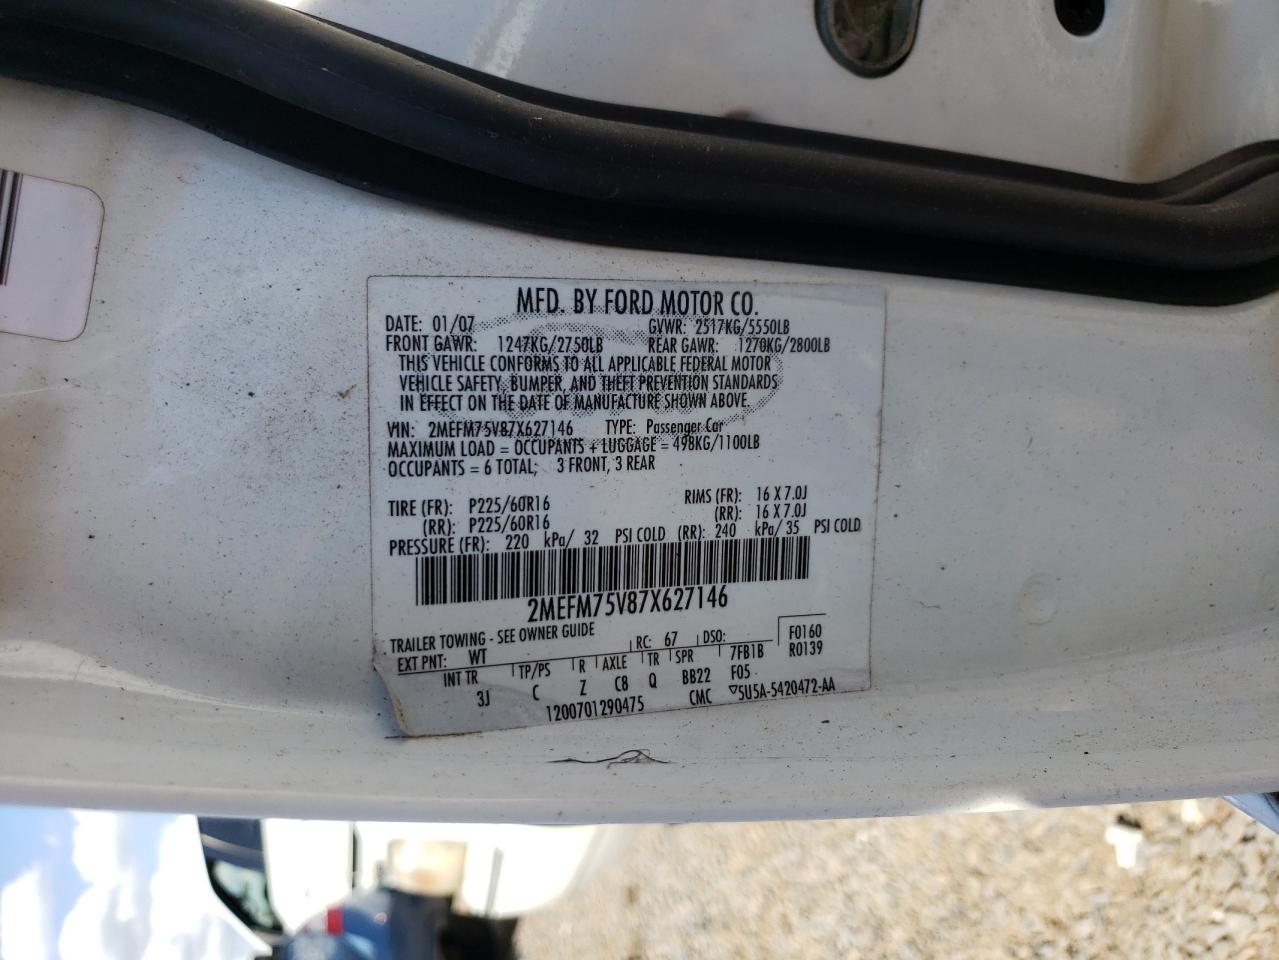 MFD. BY FORD MOTOR CO.
DATE: 01/07 GVWR: 2517KG/5550LB
FRONT GAWR: 1247KG/2750LB REAR GAWR: 1270KG/2800LB
THIS VEHICLE CONFORMS TO ALL APPLICABLE FEDERAL MOTOR
VEHICLE SAFETY, BUMPER, AND THEFT PREVENTION STANDARDS
IN EFFECT ON THE DATE OF MANUFACTURE SHOWN ABOVE.
VIN: 2MEFM75V87X627146 TYPE: Passenger Car
MAXIMUM LOAD = OCCUPANTS + LUGGAGE = 498KG/1100LB
OCCUPANTS = 6 TOTAL; 3 FRONT, 3 REAR
TIRE (FR): P225/60R16 RIMS (FR): 16 X 7.0J
(RR): P225/60R16 (RR): 16 X 7.0J
PRESSURE (FR): 220 kPa/ 32 PSI COLD (RR): 240 kPa/ 35 PSI COLD
2MEFM75V87X627146
TRAILER TOWING - SEE OWNER GUIDE
EXT PNT: WT RC: 67 DSO: F0160
INT TR TP/PS R AXLE TR SPR 7FB1B R0139
3J C Z C8 Q BB22 F05
1200701290475 CMC ▽5U5A-5420472-AA